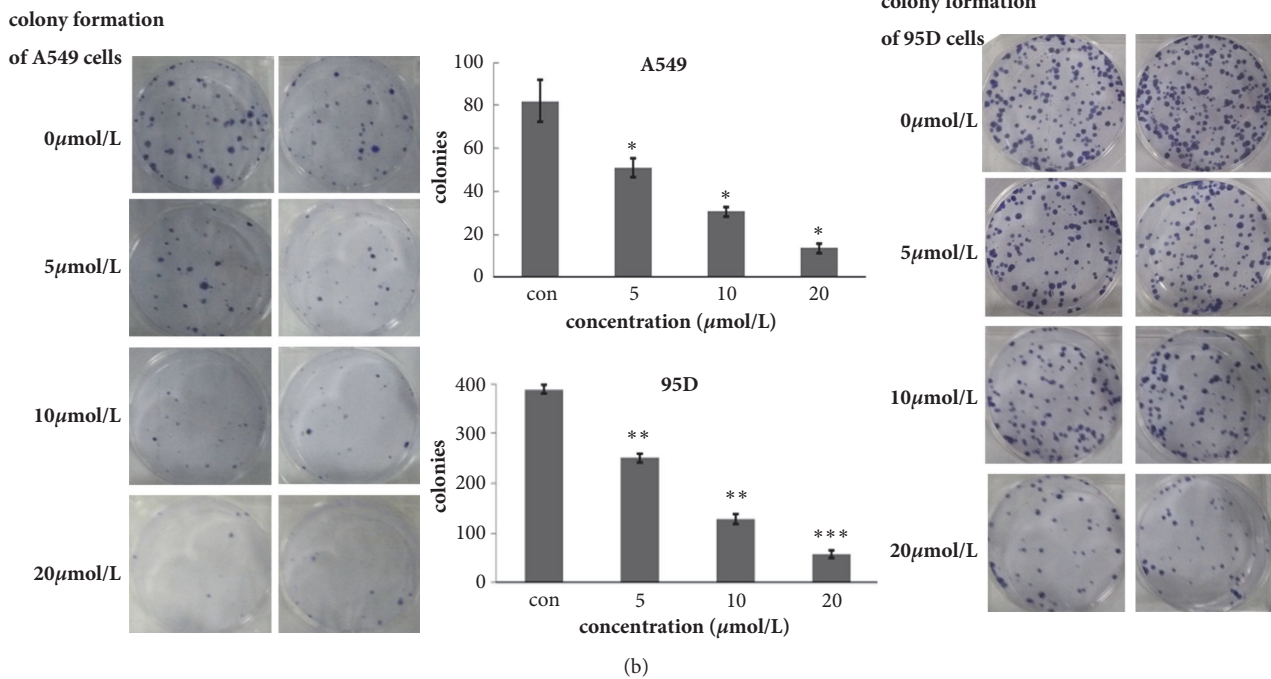 colony formation
of A549 cells
0µmol/L
5µmol/L
10µmol/L
20µmol/L
A549
colonies
100
80
60
40
20
0
*
*
*
con 5 10 20
concentration (µmol/L)
95D
colonies
400
300
200
100
0
**
**
***
con 5 10 20
concentration (µmol/L)
colony formation
of 95D cells
0µmol/L
5µmol/L
10µmol/L
20µmol/L
(b)